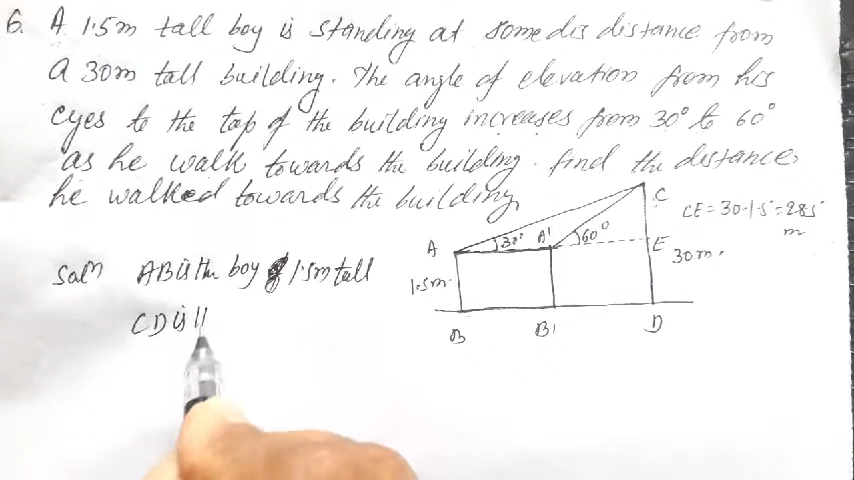 6. A 1.5m tall boy is standing at some dis distance from
a 30m tall building. The angle of elevation from his
eyes to the top of the building increases from 30° to 60°
as he walk towards the building. find the distance
he walked towards the building.
C
CE = 30-1.5 = 28.5
m
A 30° A' 60° E
30m.
1.5m
B B' D
Soln AB is the boy 1.5m tall
CD is